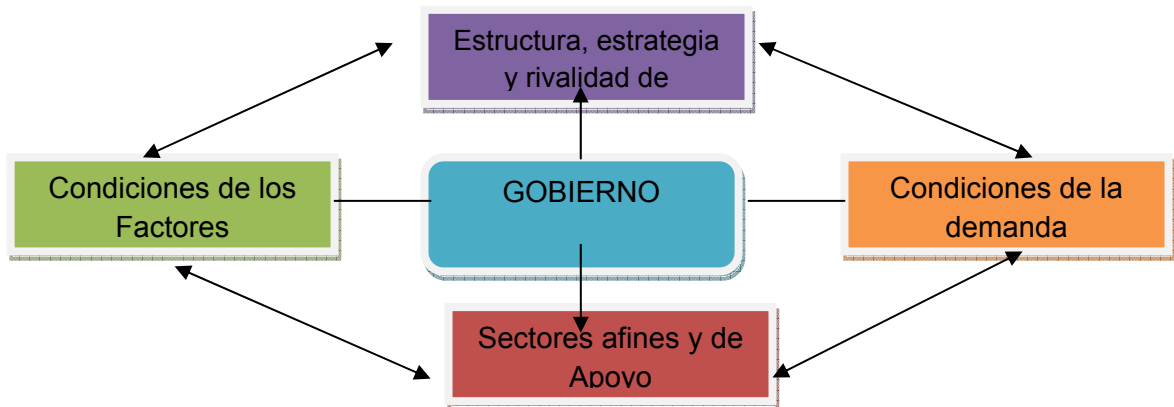 Estructura, estrategia
y rivalidad de
Condiciones de los
Factores
GOBIERNO
Condiciones de la
demanda
Sectores afines y de
Apoyo